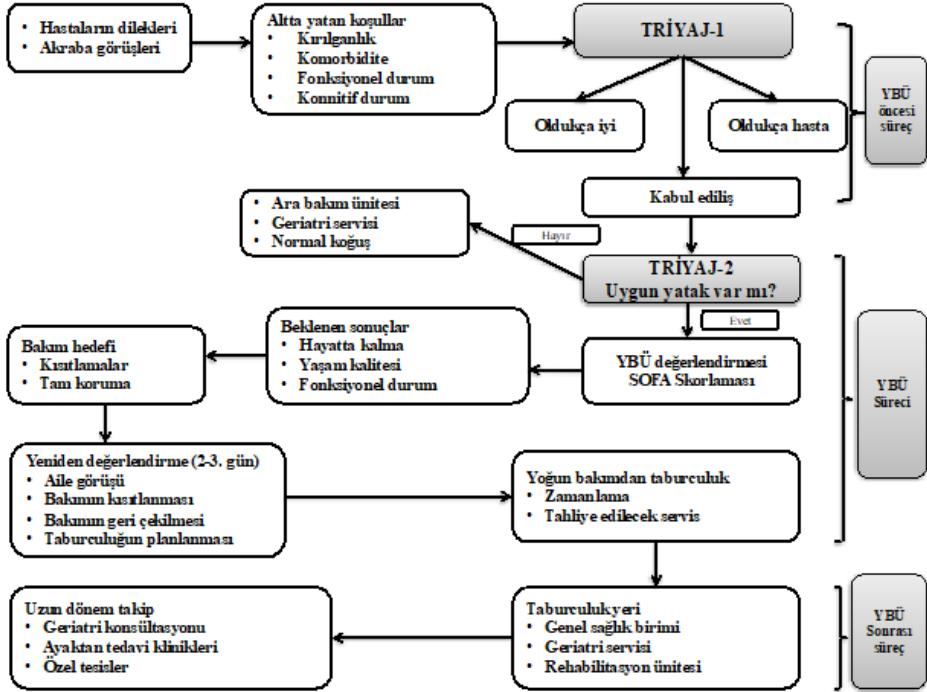 • Hastaların dilekleri
• Akraba görüşleri
Altta yatan koşullar
• Kırılganlık
• Komorbidite
• Fonksiyonel durum
• Konnitif durum
TRİYAJ-1
Oldukça iyi
Oldukça hasta
YBÜ
öncesi
süreç
Kabul ediliş
• Ara bakım ünitesi
• Geriatri servisi
• Normal koğuş
Hayır
TRİYAJ-2
Uygun yatak var mı?
Evet
YBÜ değerlendirmesi
SOFA Skorlaması
Beklenen sonuçlar
• Hayatta kalma
• Yaşam kalitesi
• Fonksiyonel durum
Bakım hedefi
• Kısıtlamalar
• Tam koruma
YBÜ
Süreci
Yeniden değerlendirme (2-3. gün)
• Aile görüşü
• Bakımın kısıtlanması
• Bakımın geri çekilmesi
• Taburculuğun planlanması
Yoğun bakımdan taburculuk
• Zamanlama
• Tahliye edilecek servis
Taburculuk yeri
• Genel sağlık birimi
• Geriatri servisi
• Rehabilitasyon ünitesi
Uzun dönem takip
• Geriatri konsültasyonu
• Ayaktan tedavi klinikleri
• Özel tesisler
YBÜ
Sonrası
süreç